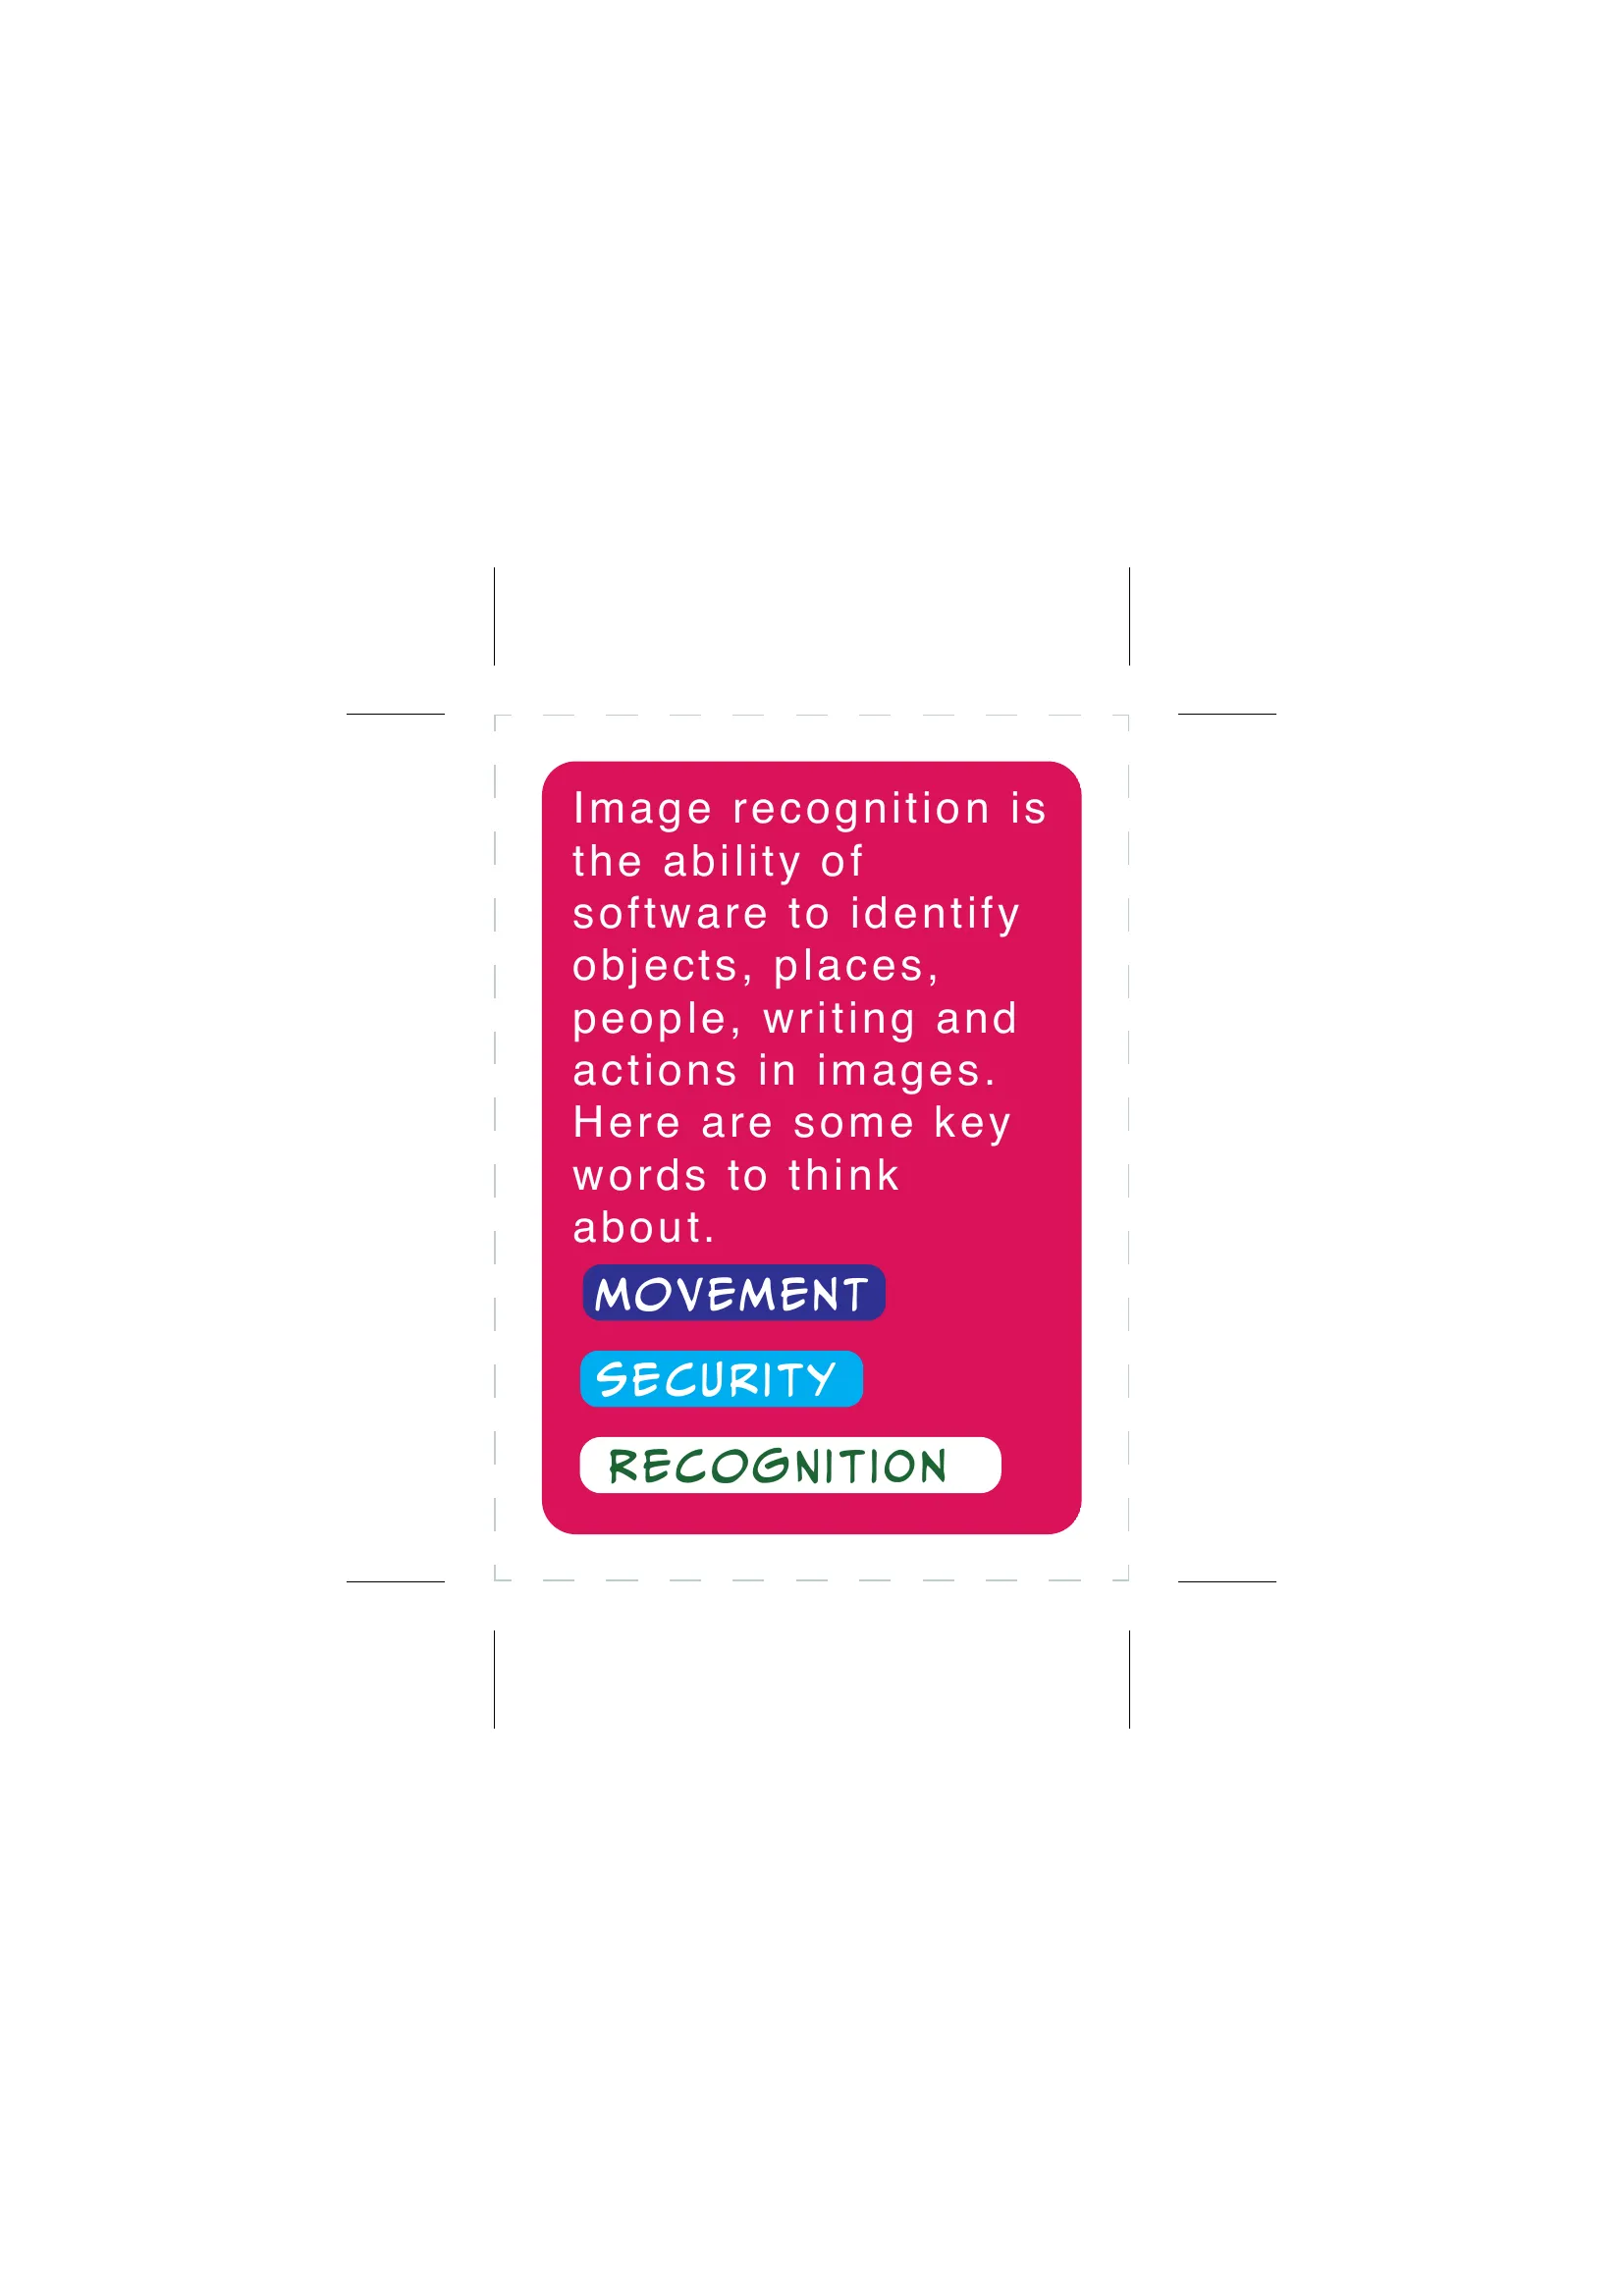 Image recognition is
the ability of
software to identify
objects, places,
people, writing and
actions in images.
Here are some key
words to think
about.
MOVEMENT
SECURITY
RECOGNITION